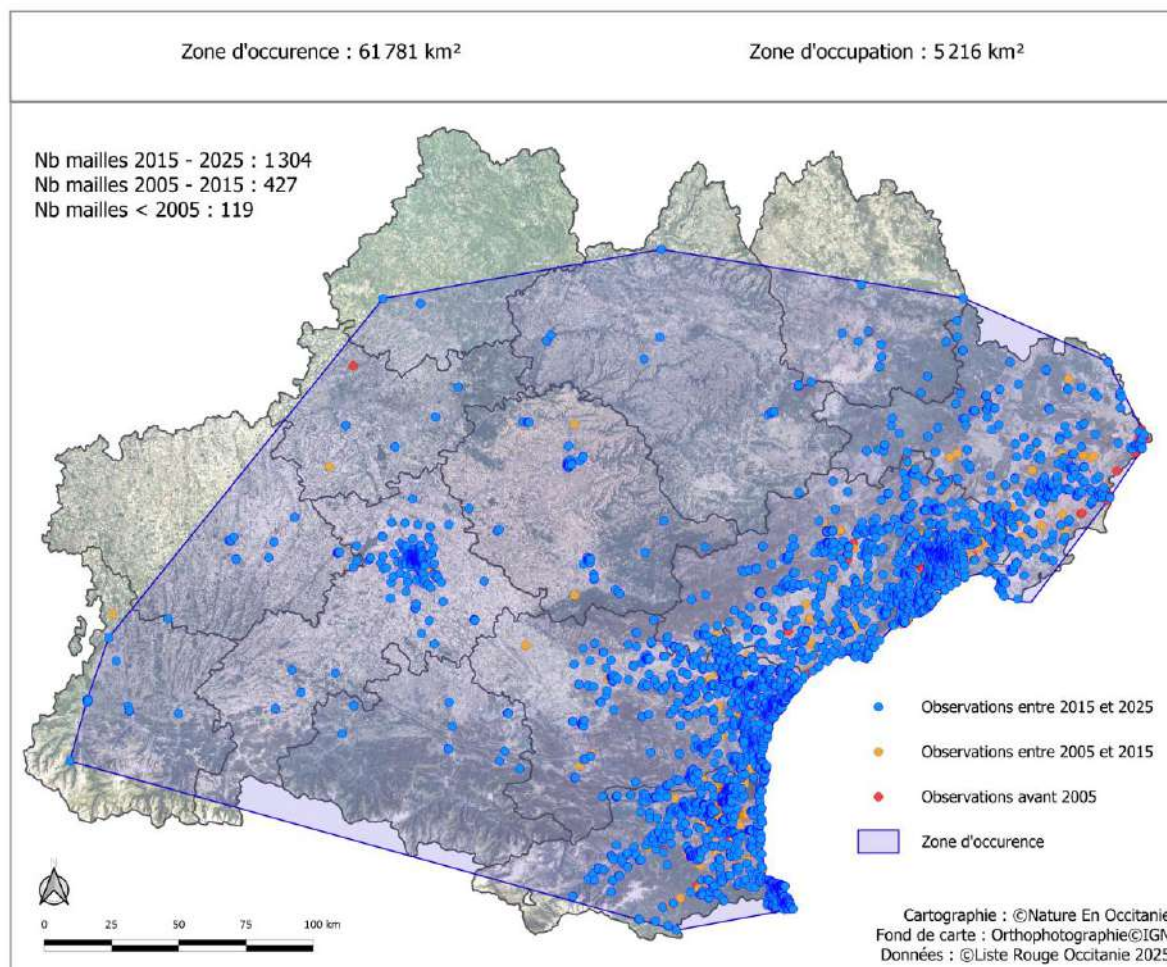 Zone d'occurence : 61 781 km²
Zone d'occupation : 5 216 km²
Nb mailles 2015 - 2025 : 1 304
Nb mailles 2005 - 2015 : 427
Nb mailles < 2005 : 119
Observations entre 2015 et 2025
Observations entre 2005 et 2015
Observations avant 2005
Zone d'occurence
N
0 25 50 75 100 km
Cartographie : ©Nature En Occitanie
Fond de carte : Orthophotographie©IGN
Données : ©Liste Rouge Occitanie 2025